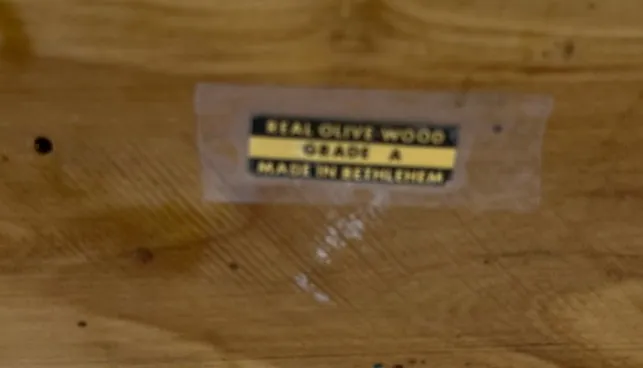 REAL OLIVE WOOD
GRADE A
MADE IN BETHLEHEM